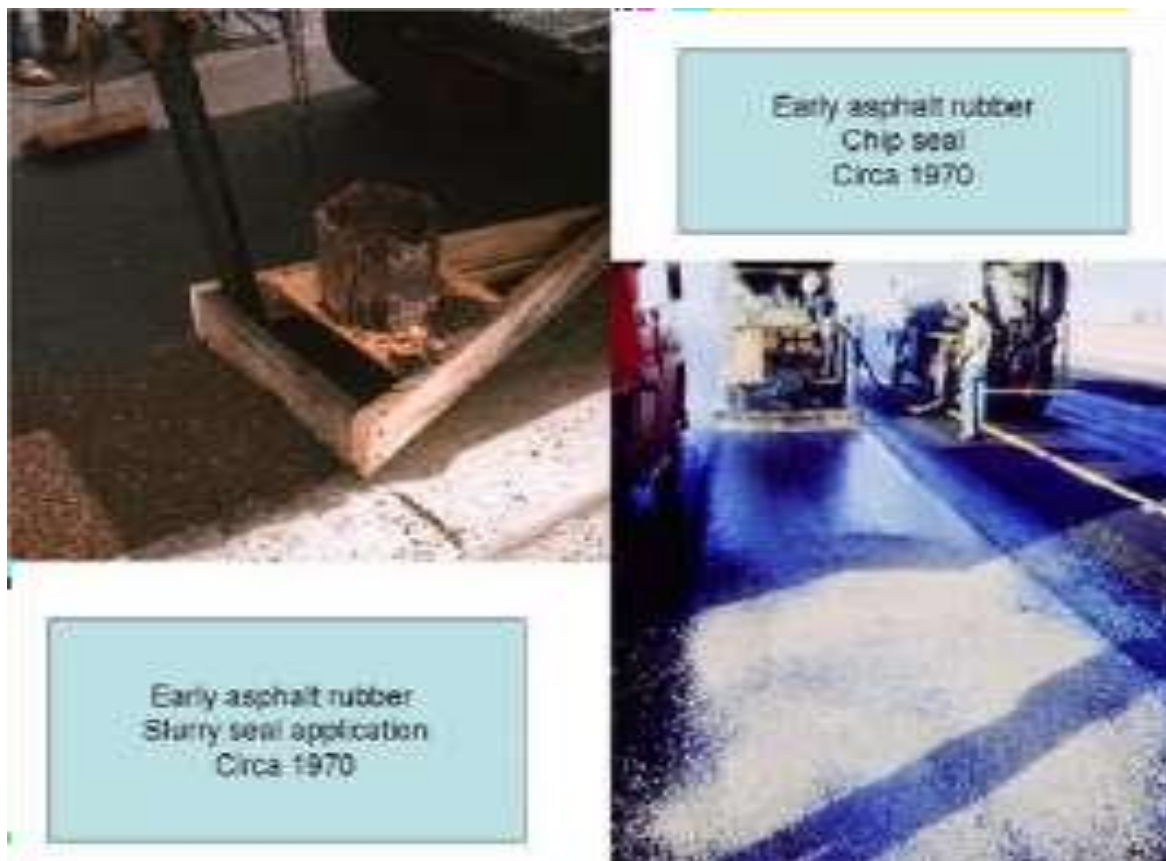 Early asphalt rubber
Chip seal
Circa 1970
Early asphalt rubber
Slurry seal application
Circa 1970